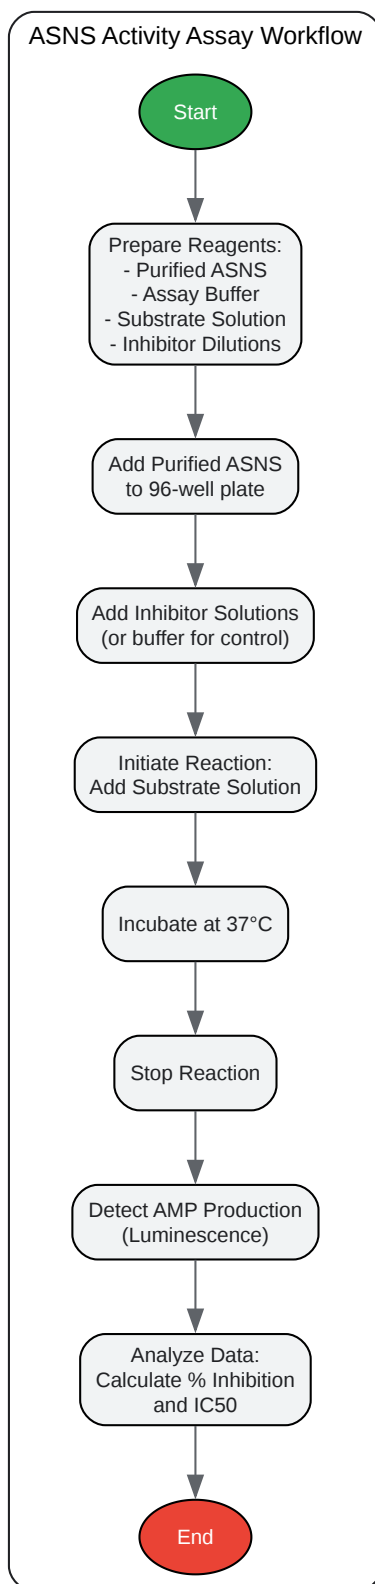 ASNS Activity Assay Workflow
Start
Prepare Reagents:
- Purified ASNS
- Assay Buffer
- Substrate Solution
- Inhibitor Dilutions
Add Purified ASNS
to 96-well plate
Add Inhibitor Solutions
(or buffer for control)
Initiate Reaction:
Add Substrate Solution
Incubate at 37°C
Stop Reaction
Detect AMP Production
(Luminescence)
Analyze Data:
Calculate % Inhibition
and IC50
End